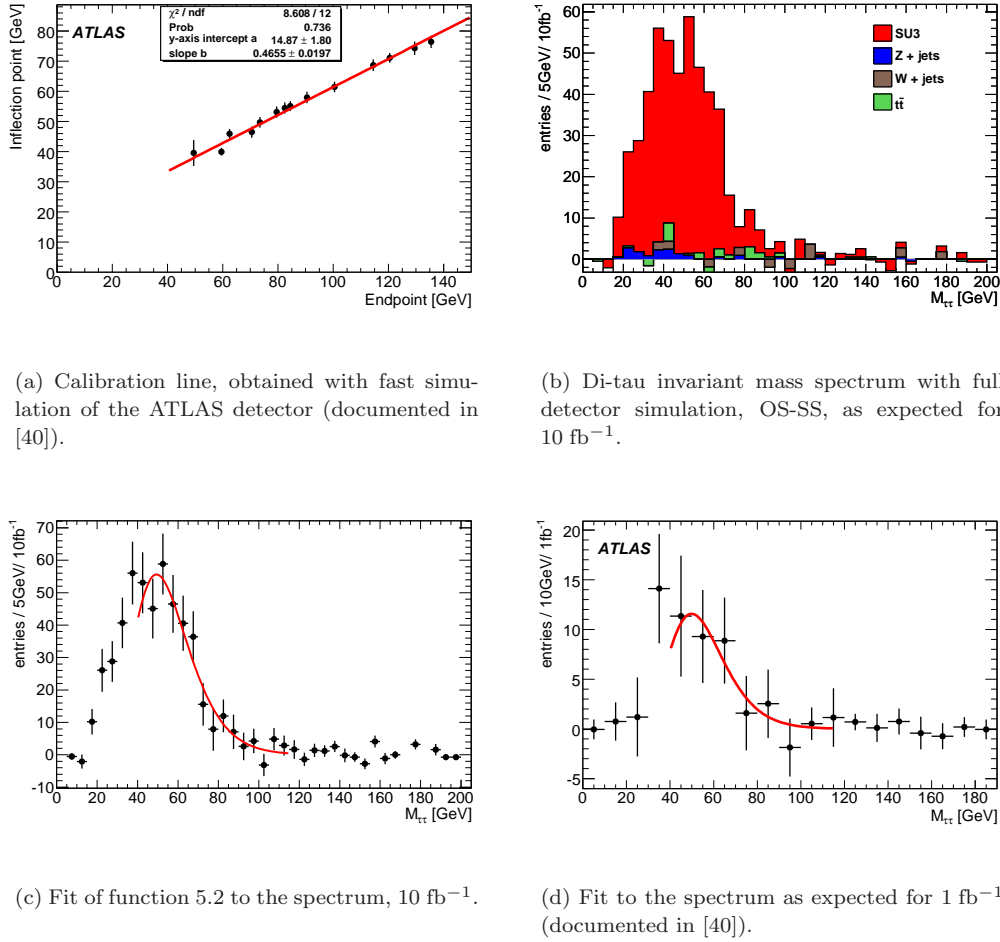 ATLAS
χ² / ndf 8.608 / 12
Prob 0.736
y-axis intercept a 14.87 ± 1.80
slope b 0.4655 ± 0.0197
Inflection point [GeV]
80
70
60
50
40
30
20
10
0
0 20 40 60 80 100 120 140
Endpoint [GeV]
entries / 5GeV/ 10fb⁻¹
60
50
40
30
20
10
0
SU3
Z + jets
W + jets
tt̄
0 20 40 60 80 100 120 140 160 180 200
M_ττ [GeV]
(a) Calibration line, obtained with fast simu-
lation of the ATLAS detector (documented in
[40]).
(b) Di-tau invariant mass spectrum with full
detector simulation, OS-SS, as expected for
10 fb⁻¹.
entries / 5GeV/ 10fb⁻¹
70
60
50
40
30
20
10
0
-10
0 20 40 60 80 100 120 140 160 180 200
M_ττ [GeV]
ATLAS
entries / 10GeV/ 1fb⁻¹
20
15
10
5
0
-5
0 20 40 60 80 100 120 140 160 180
M_ττ [GeV]
(c) Fit of function 5.2 to the spectrum, 10 fb⁻¹.
(d) Fit to the spectrum as expected for 1 fb⁻¹
(documented in [40]).